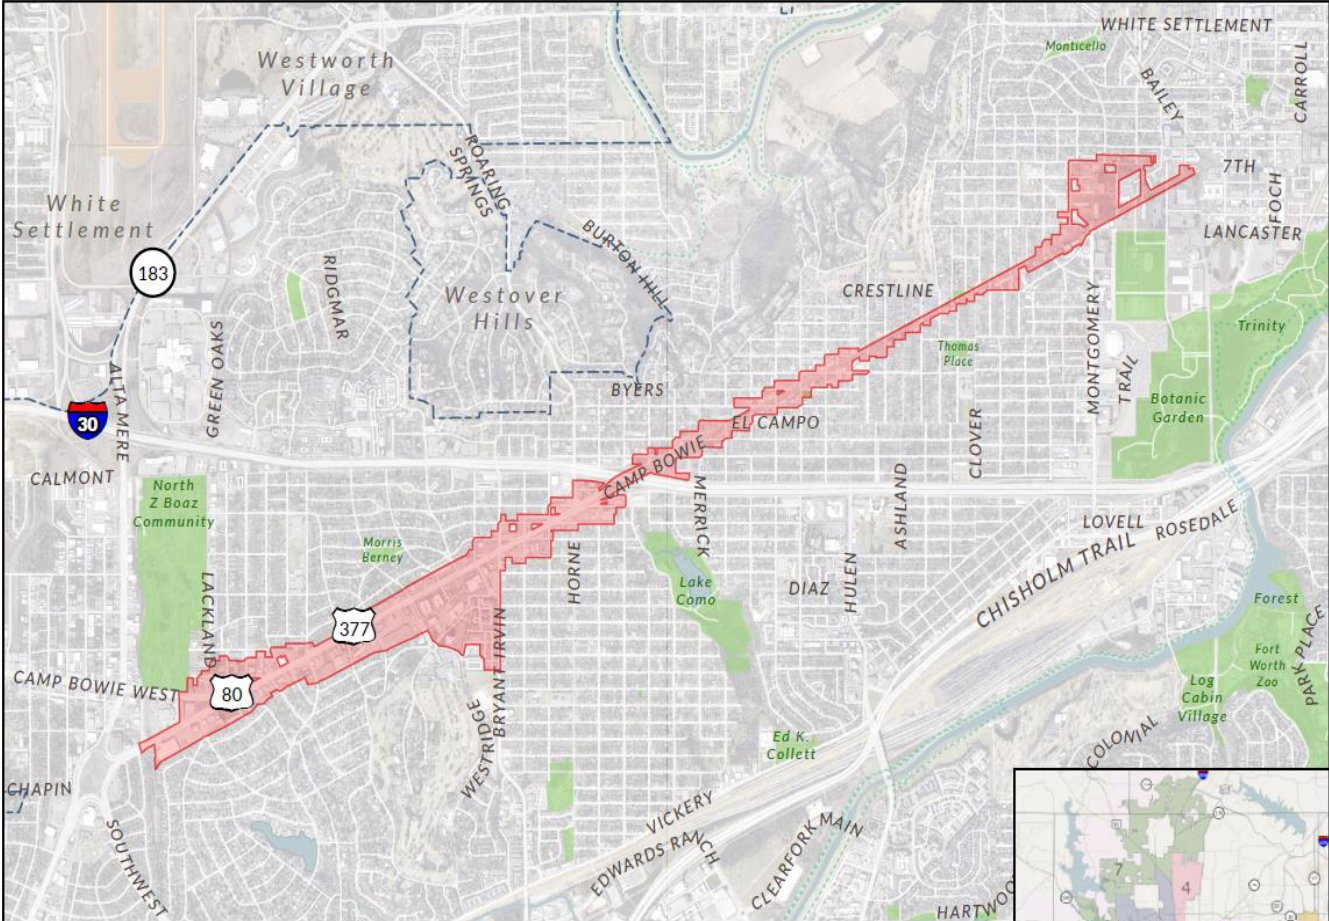 WHITE SETTLEMENT
Monticello
CARROLL
BAILEY
Westworth
Village
ROARING
SPRINGS
7TH
FOCH
White
Settlement
LANCASTER
BURTON HILL
183
RIDGMAR
Westover
Hills
CRESTLINE
MONTGOMERY
Trinity
GREEN OAKS
Thomas
Place
TRAIL
ALTA MERE
BYERS
Botanic
Garden
30
EL CAMPO
CLOVER
CAMP BOWIE
CALMONT
North
Z Boaz
Community
MERRICK
ASHLAND
LOVELL
ROSEDALE
Morris
Berney
HORNE
CHISHOLM TRAIL
Lake
Como
DIAZ
HULEN
LACKLAND
Forest
377
BRYANT IRVIN
PARK PLACE
Fort
Worth
Zoo
CAMP BOWIE WEST
80
Log
Cabin
Village
WESTRIDGE
Ed K.
Collett
COLONIAL
CHAPIN
SOUTHWEST
VICKERY
EDWARDS RANCH
CLEARFORK MAIN
HARTWOO
7
4